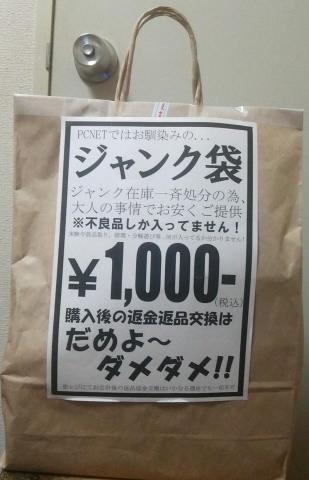 PCNETではお馴染みの...
ジャンク袋
ジャンク在庫一斉処分の為、
大人の事情でお安くご提供
※不良品しか入ってません!
￥1,000-
(税込)
購入後の返金返品交換は
だめよ～
ダメダメ!!